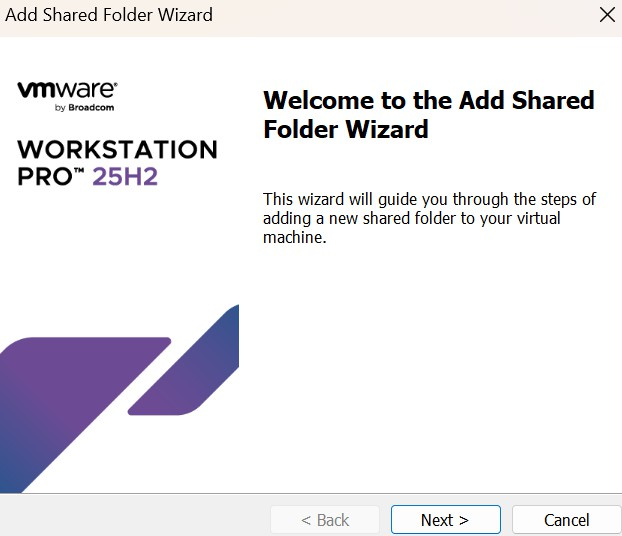 Add Shared Folder Wizard
vmware®
by Broadcom
WORKSTATION
PRO™ 25H2
Welcome to the Add Shared
Folder Wizard
This wizard will guide you through the steps of
adding a new shared folder to your virtual
machine.
< Back
Next >
Cancel